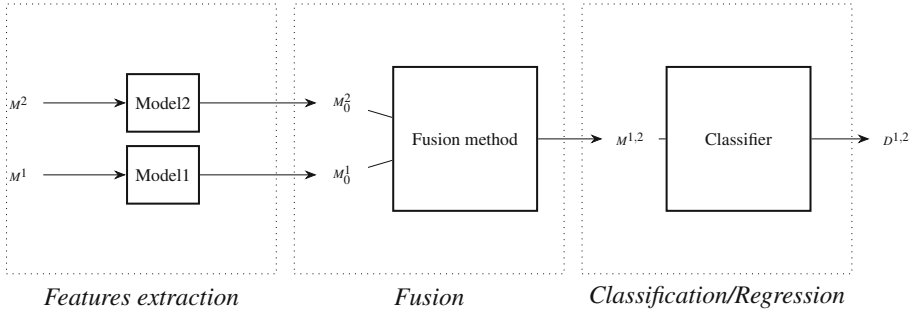 M² Model2 M₀² Fusion method M¹,² Classifier D¹,²
M¹ Model1 M₀¹
Features extraction Fusion Classification/Regression